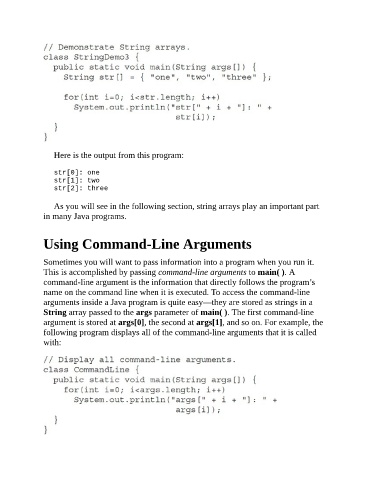 // Demonstrate String arrays.
class StringDemo3 {
  public static void main(String args[]) {
    String str[] = { "one", "two", "three" };

    for(int i=0; i<str.length; i++)
      System.out.println("str[" + i + "]: " +
                          str[i]);
  }
}
Here is the output from this program:
str[0]: one
str[1]: two
str[2]: three
As you will see in the following section, string arrays play an important part
in many Java programs.
Using Command-Line Arguments
Sometimes you will want to pass information into a program when you run it.
This is accomplished by passing command-line arguments to main( ). A
command-line argument is the information that directly follows the program’s
name on the command line when it is executed. To access the command-line
arguments inside a Java program is quite easy—they are stored as strings in a
String array passed to the args parameter of main( ). The first command-line
argument is stored at args[0], the second at args[1], and so on. For example, the
following program displays all of the command-line arguments that it is called
with:
// Display all command-line arguments.
class CommandLine {
  public static void main(String args[]) {
    for(int i=0; i<args.length; i++)
      System.out.println("args[" + i + "]: " +
                          args[i]);
  }
}